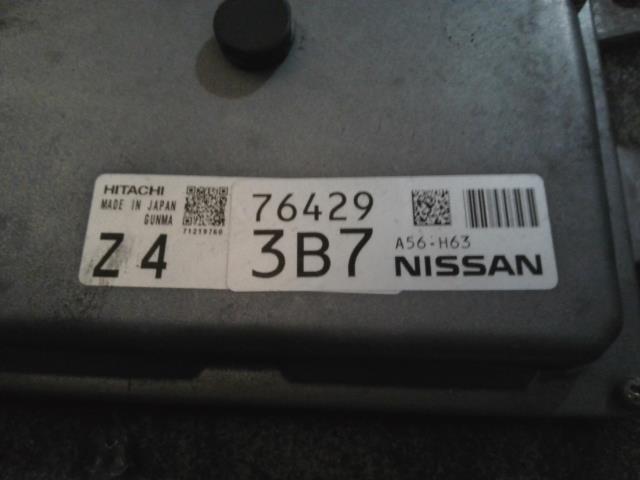 HITACHI
MADE IN JAPAN
GUNMA
71219760
Z4
76429
3B7
A56-H63
NISSAN